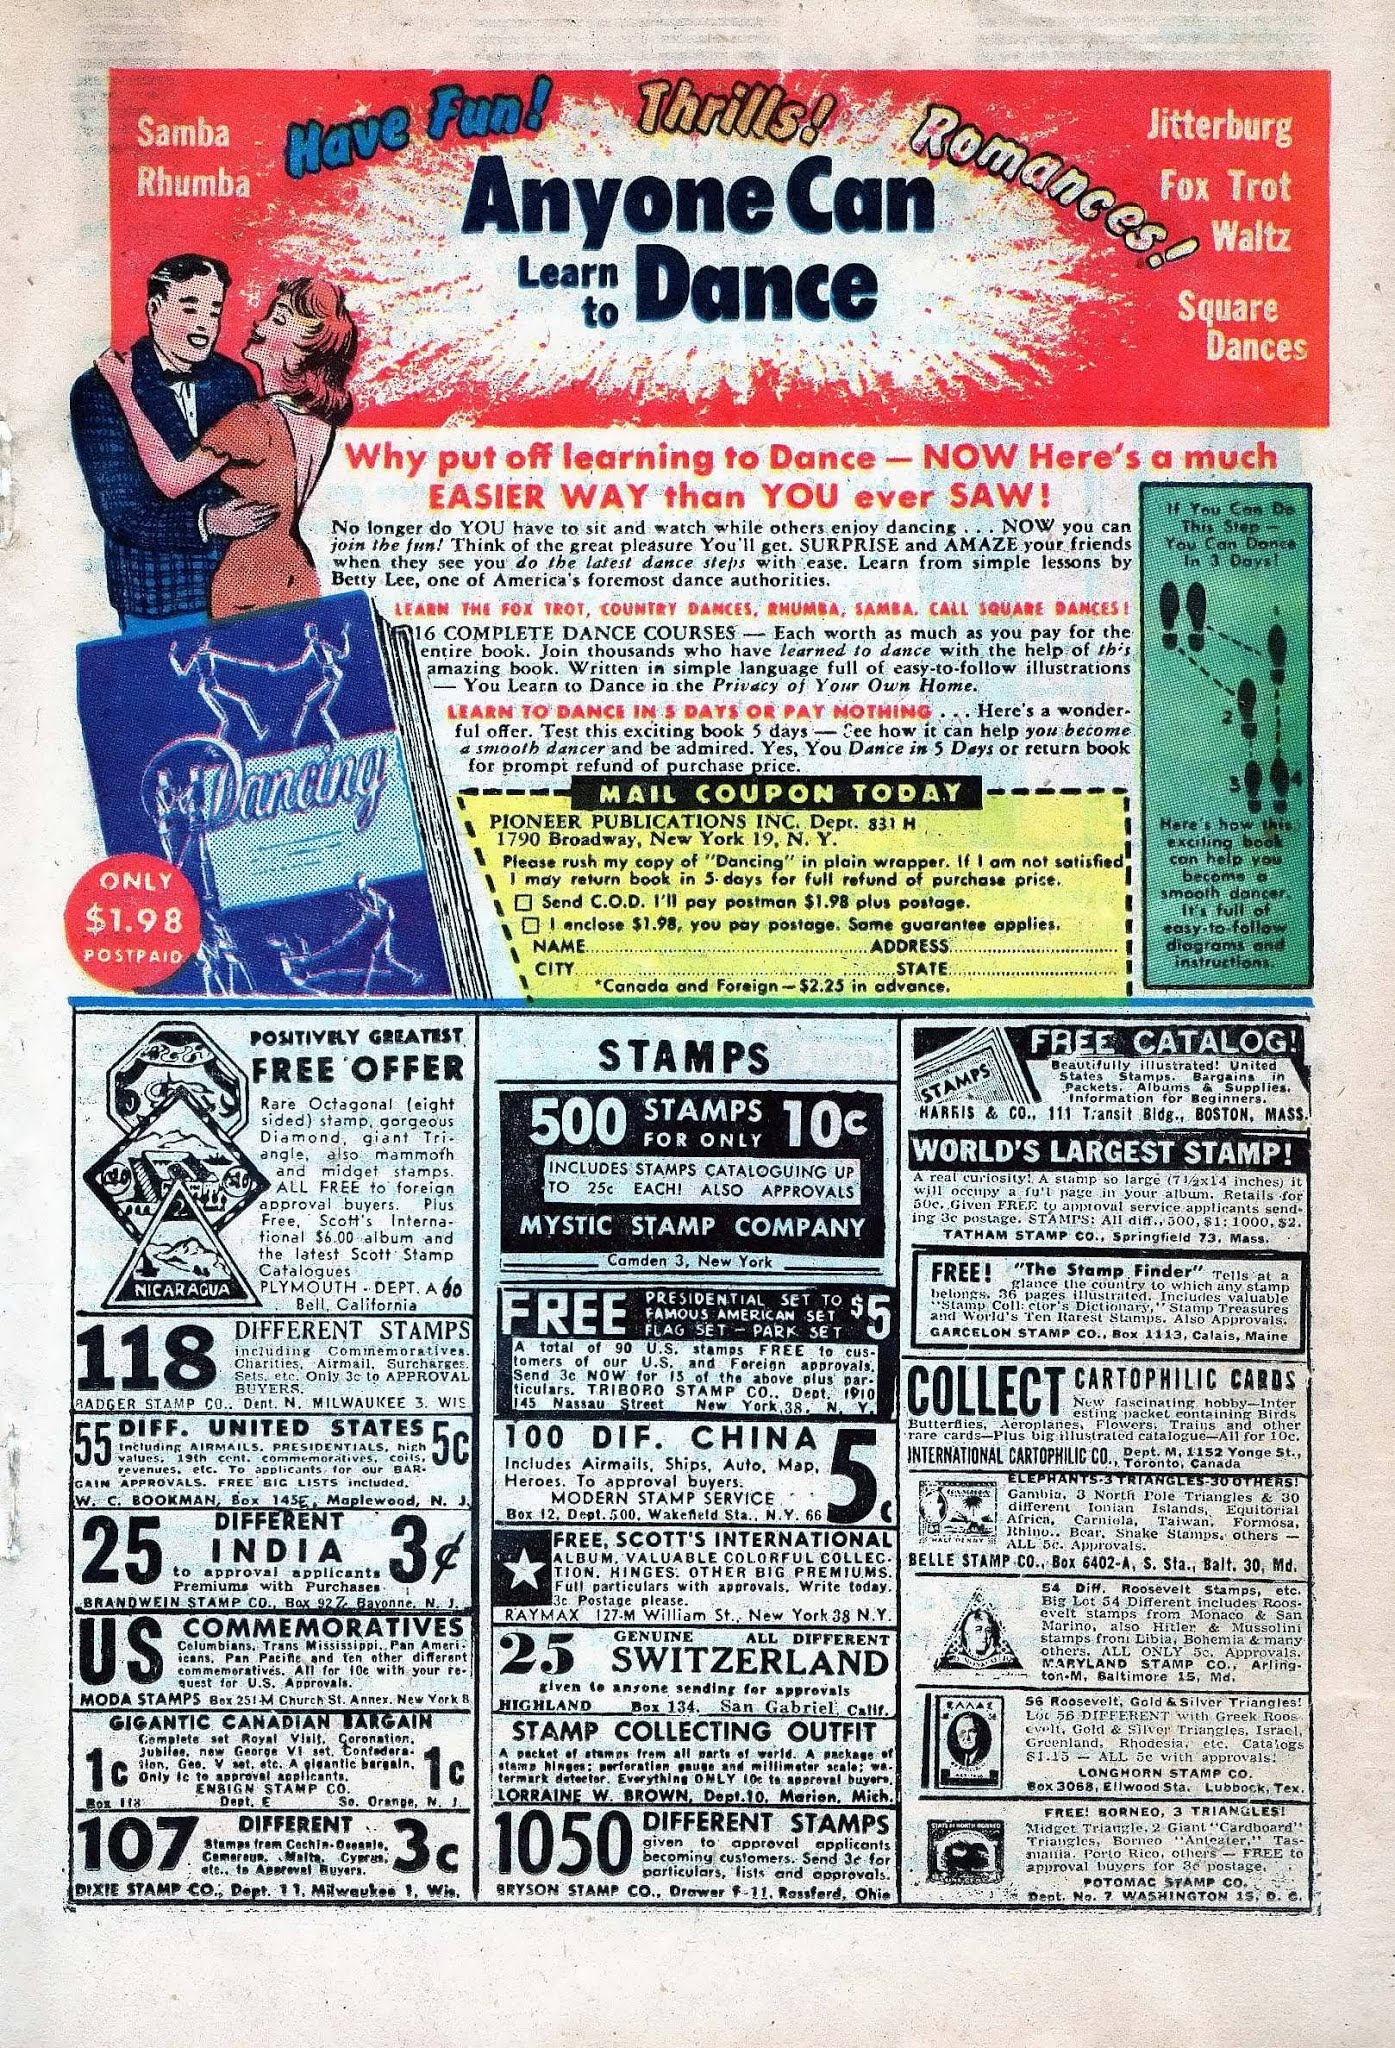 Have Fun! Thrills! Romances!
Samba
Rhumba
Anyone Can
Learn to Dance
Jitterburg
Fox Trot
Waltz
Square
Dances
Why put off learning to Dance — NOW Here's a much
EASIER WAY than YOU ever SAW!
No longer do YOU have to sit and watch while others enjoy dancing . . . NOW you can
join the fun! Think of the great pleasure You'll get. SURPRISE and AMAZE your friends
when they see you do the latest dance steps with ease. Learn from simple lessons by
Betty Lee, one of America's foremost dance authorities.
LEARN THE FOX TROT, COUNTRY DANCES, RHUMBA, SAMBA, CALL SQUARE DANCES!
16 COMPLETE DANCE COURSES — Each worth as much as you pay for the
entire book. Join thousands who have learned to dance with the help of this
amazing book. Written in simple language full of easy-to-follow illustrations
— You Learn to Dance in the Privacy of Your Own Home.
LEARN TO DANCE IN 5 DAYS OR PAY NOTHING . . . Here's a wonder-
ful offer. Test this exciting book 5 days — See how it can help you become
a smooth dancer and be admired. Yes, You Dance in 5 Days or return book
for prompt refund of purchase price.
Dancing
ONLY
$1.98
POSTPAID
MAIL COUPON TODAY
PIONEER PUBLICATIONS INC. Dept. 831 H
1790 Broadway, New York 19, N. Y.
Please rush my copy of "Dancing" in plain wrapper. If I am not satisfied
I may return book in 5-days for full refund of purchase price.
Send C.O.D. I'll pay postman $1.98 plus postage.
I enclose $1.98, you pay postage. Same guarantee applies.
NAME ADDRESS
CITY STATE
*Canada and Foreign—$2.25 in advance.
If You Can Do
This Step —
You Can Dance
In 3 Days!
2
3 4
Here's how this
exciting book
can help you
become a
smooth dancer.
It's full of
easy-to-follow
diagrams and
instructions.
POSITIVELY GREATEST
FREE OFFER
Rare Octagonal (eight
sided) stamp, gorgeous
Diamond, giant Tri-
angle, also mammoth
and midget stamps.
ALL FREE to foreign
approval buyers. Plus
Free, Scott's Interna-
tional $6.00 album and
the latest Scott Stamp
Catalogues
PLYMOUTH - DEPT. A 60
Bell, California
NICARAGUA
118 DIFFERENT STAMPS
including Commemoratives.
Charities, Airmail, Surcharges.
Sets, etc. Only 3c to APPROVAL
BUYERS.
BADGER STAMP CO., Dept. N. MILWAUKEE 3, WIS
55 DIFF. UNITED STATES 5c
Including AIRMAILS, PRESIDENTIALS, high
values, 19th cent. commemoratives, coils,
revenues, etc. To applicants for our BAR-
GAIN APPROVALS. FREE BIG LISTS included.
W. C. BOOKMAN, Box 145E, Maplewood, N. J.
25 DIFFERENT INDIA 3¢
to approval applicants
Premiums with Purchases
BRANDWEIN STAMP CO., Box 92Z, Bayonne, N. J.
US COMMEMORATIVES
Columbians, Trans Mississippi, Pan Ameri-
icans, Pan Pacific and ten other different
commemoratives. All for 10c with your re-
quest for U.S. Approvals.
MODA STAMPS Box 251-M Church St. Annex, New York 8
GIGANTIC CANADIAN BARGAIN
1c Complete set Royal Visit, Coronation, 1c
Jubilee, new George VI set, Confedera-
tion, Geo. V set, etc. A gigantic bargain.
Only 1c to approval applicants.
ENSIGN STAMP CO.
Box 118 Dept. E So. Orange, N. J.
107 DIFFERENT 3c
Stamps from Cochin-Oceanie,
Cameroun, Malta, Cyprus,
etc., to Approval Buyers.
DIXIE STAMP CO., Dept. 11, Milwaukee 1, Wis.
STAMPS
500 STAMPS FOR ONLY 10c
INCLUDES STAMPS CATALOGUING UP
TO 25c EACH! ALSO APPROVALS
MYSTIC STAMP COMPANY
Camden 3, New York
FREE PRESIDENTIAL SET TO $5
FAMOUS AMERICAN SET
FLAG SET — PARK SET
A total of 90 U.S. stamps FREE to cus-
tomers of our U.S. and Foreign approvals.
Send 3c NOW for 15 of the above plus par-
ticulars. TRIBORO STAMP CO., Dept. 1910
145 Nassau Street New York 38, N. Y.
100 DIF. CHINA 5c
Includes Airmails, Ships, Auto, Map,
Heroes. To approval buyers.
MODERN STAMP SERVICE
Box 12, Dept. 500, Wakefield Sta., N.Y. 66
FREE, SCOTT'S INTERNATIONAL
ALBUM, VALUABLE COLORFUL COLLEC-
TION. HINGES. OTHER BIG PREMIUMS.
Full particulars with approvals. Write today.
3c Postage please.
RAYMAX 127-M William St., New York 38 N.Y.
25 GENUINE ALL DIFFERENT
SWITZERLAND
given to anyone sending for approvals
HIGHLAND Box 134, San Gabriel, Calif.
STAMP COLLECTING OUTFIT
A packet of stamps from all parts of world. A package of
stamp hinges; perforation gauge and millimeter scale; wa-
termark detector. Everything ONLY 10c to approval buyers.
LORRAINE W. BROWN, Dept. 10, Marion, Mich.
1050 DIFFERENT STAMPS
given to approval applicants
becoming customers. Send 3c for
particulars, lists and approvals.
BRYSON STAMP CO., Drawer F-11, Rossford, Ohio
STAMPS
FREE CATALOG!
Beautifully illustrated! United
States Stamps. Bargains in
Packets, Albums & Supplies.
Information for Beginners.
HARRIS & CO., 111 Transit Bldg., BOSTON, MASS.
WORLD'S LARGEST STAMP!
A real curiosity! A stamp so large (7½x14 inches) it
will occupy a full page in your album. Retails for
50c. Given FREE to approval service applicants send-
ing 3c postage. STAMPS: All diff., 500, $1; 1000, $2.
TATHAM STAMP CO., Springfield 73, Mass.
FREE! "The Stamp Finder" Tells at a
glance the country to which any stamp
belongs. 36 pages illustrated. Includes valuable
"Stamp Collector's Dictionary," Stamp Treasures
and World's Ten Rarest Stamps. Also Approvals.
GARCELON STAMP CO., Box 1113, Calais, Maine
COLLECT CARTOPHILIC CARDS
New fascinating hobby—Inter
esting packet containing Birds
Butterflies, Aeroplanes, Flowers, Trains and other
rare cards—Plus big illustrated catalogue—All for 10c.
INTERNATIONAL CARTOPHILIC CO., Dept. M, 1152 Yonge St.,
Toronto, Canada
ELEPHANTS-3 TRIANGLES-30 OTHERS!
Gambia, 3 North Pole Triangles & 30
different Ionian Islands, Equitorial
Africa, Carniola, Taiwan, Formosa,
Rhino., Bear, Snake Stamps, others —
ALL 5c. Approvals.
BELLE STAMP CO., Box 6402-A, S. Sta., Balt. 30, Md.
54 Diff. Roosevelt Stamps, etc.
Big Lot 54 Different includes Roos-
evelt stamps from Monaco & San
Marino, also Hitler & Mussolini
stamps from Libia, Bohemia & many
others. ALL ONLY 5c. Approvals.
MARYLAND STAMP CO., Arling-
ton-M, Baltimore 15, Md.
ΕΛΛΑΣ
56 Roosevelt, Gold & Silver Triangles!
Lot 56 DIFFERENT with Greek Roos
evelt, Gold & Silver Triangles, Israel,
Greenland, Rhodesia, etc. Catalogs
$1.15 — ALL 5c with approvals!
LONGHORN STAMP CO.
Box 3068, Ellwood Sta. Lubbock, Tex.
STATE OF NORTH BORNEO
FREE! BORNEO, 3 TRIANGLES!
Midget Triangle, 2 Giant "Cardboard"
Triangles, Borneo "Anteater," Tas-
mania, Porto Rico, others — FREE to
approval buyers for 3c postage.
POTOMAC STAMP CO.
Dept. No. 7 WASHINGTON 15, D. C.